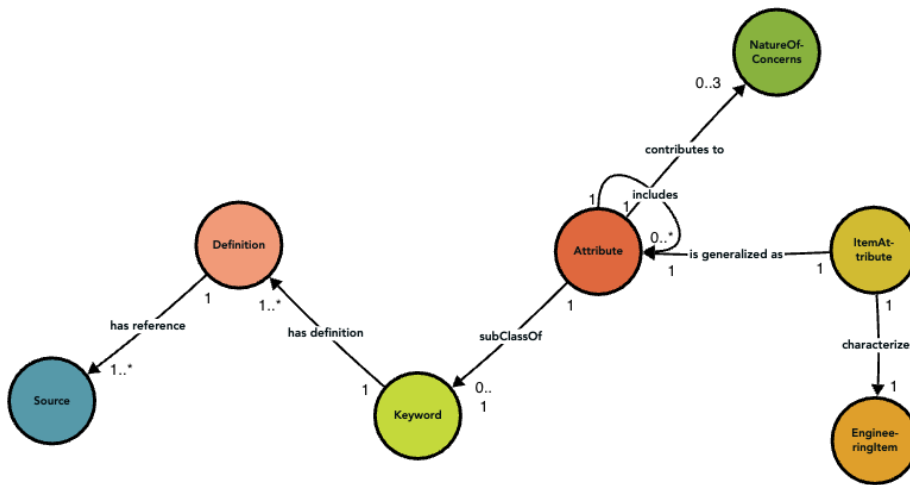 NatureOf-
Concerns
0..3
contributes to
includes
1
1
0..*
Definition
Attribute
is generalized as
ItemAt-
tribute
1
1
1
1
1
1..*
has reference
has definition
subClassOf
characterize
1..*
1
0..
1
1
Source
Keyword
Enginee-
ringItem